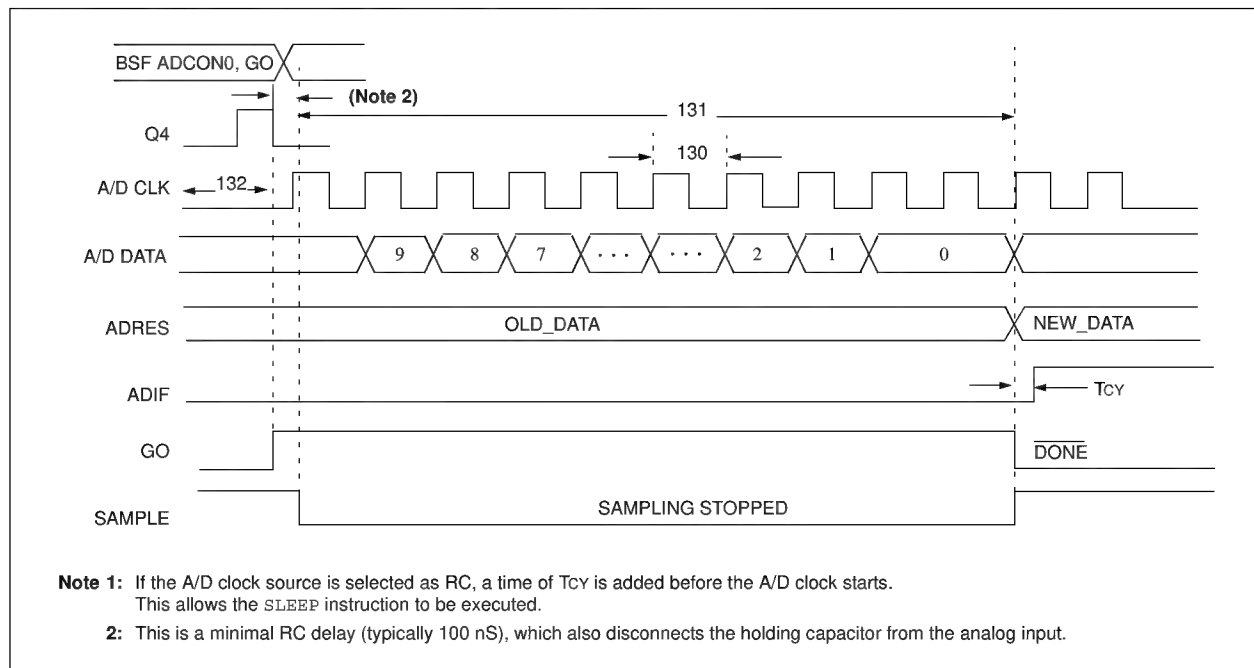 BSF ADCON0, GO
(Note 2)
131
Q4
130
A/D CLK
132
A/D DATA
9 8 7 . . . . . . 2 1 0
ADRES
OLD_DATA
NEW_DATA
ADIF
TCY
GO
DONE
SAMPLE
SAMPLING STOPPED
Note 1: If the A/D clock source is selected as RC, a time of TCY is added before the A/D clock starts.
This allows the SLEEP instruction to be executed.
2: This is a minimal RC delay (typically 100 nS), which also disconnects the holding capacitor from the analog input.